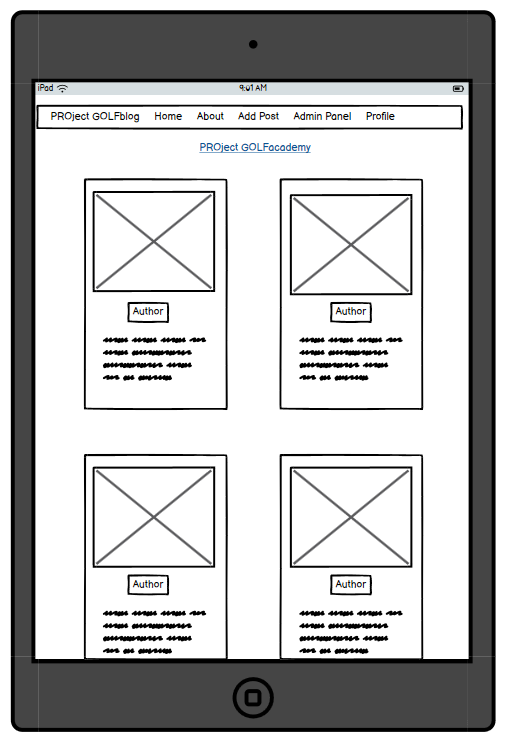 iPad 9:01 AM
PROject GOLFblog Home About Add Post Admin Panel Profile
PROject GOLFacademy
Author Author
Author Author